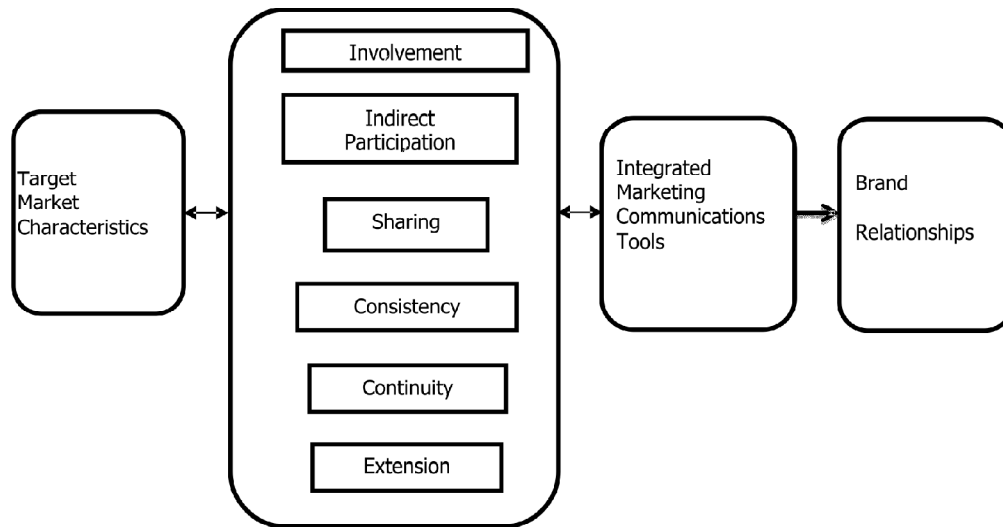 Target
Market
Characteristics
Involvement
Indirect
Participation
Sharing
Consistency
Continuity
Extension
Integrated
Marketing
Communications
Tools
Brand
Relationships